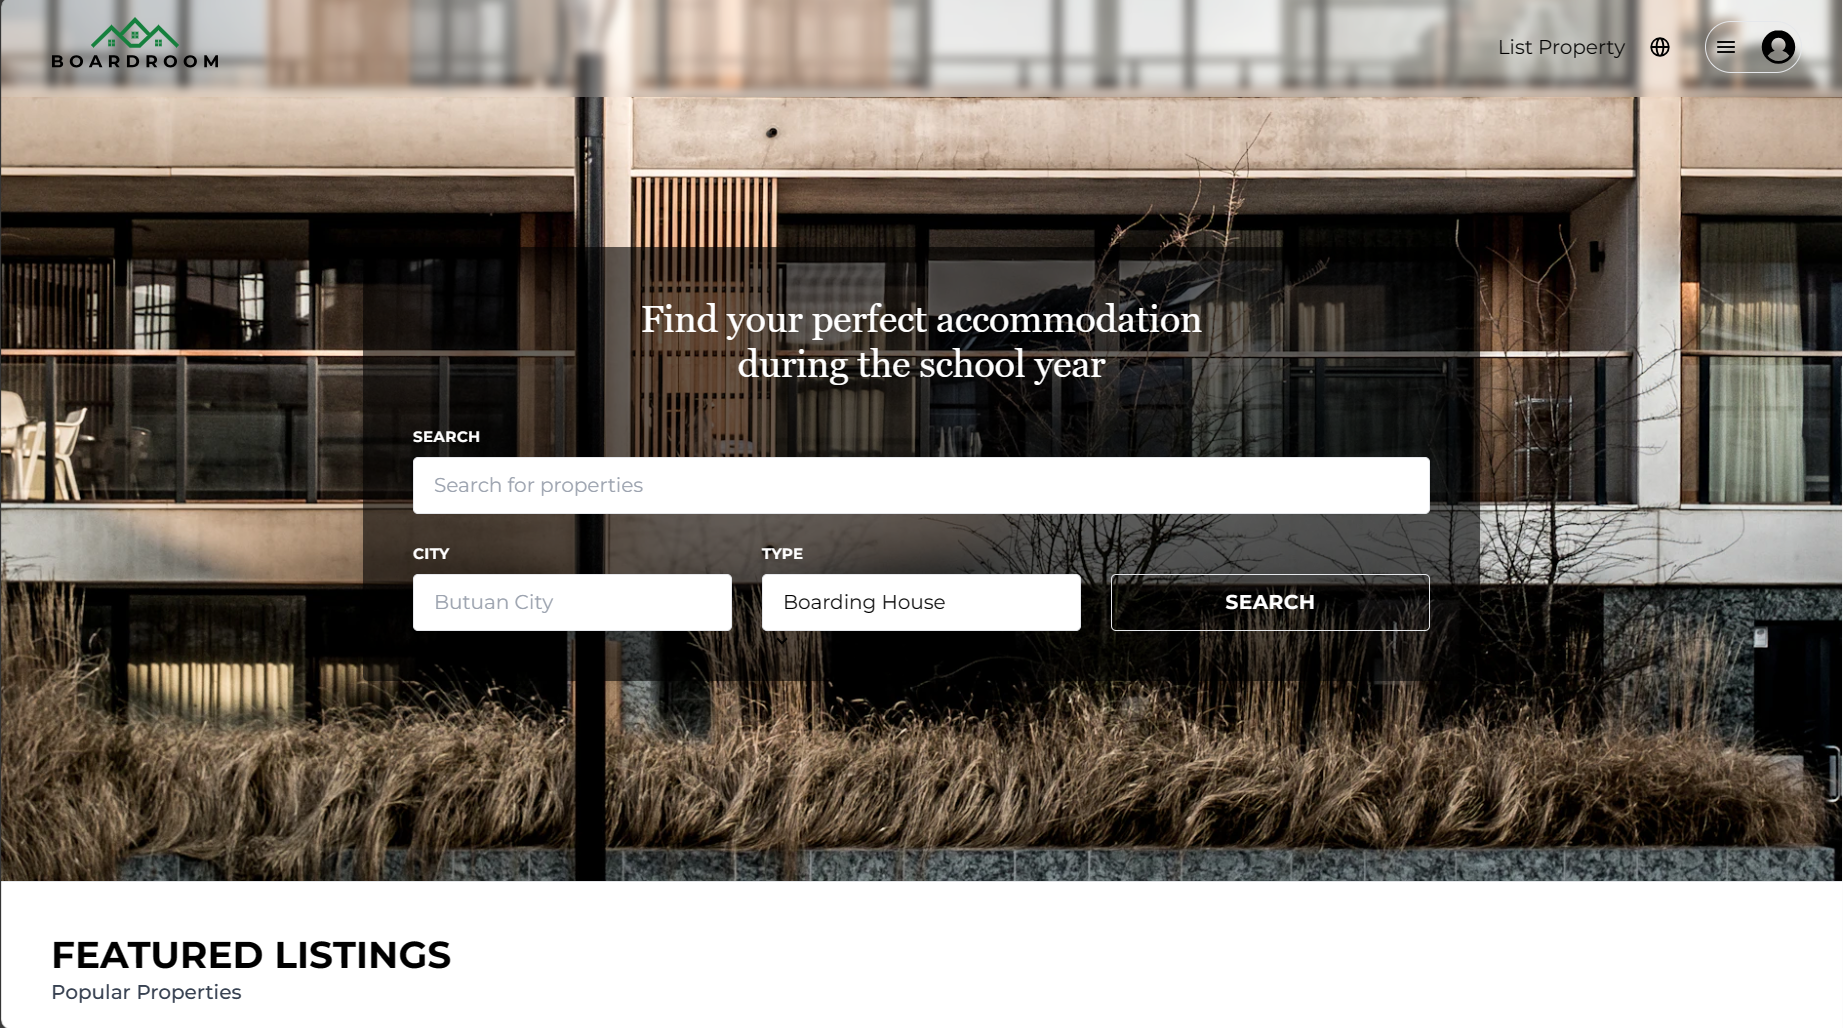 BOARDROOM
List Property
Find your perfect accommodation
during the school year
SEARCH
Search for properties
CITY
TYPE
Butuan City
Boarding House
SEARCH
FEATURED LISTINGS
Popular Properties